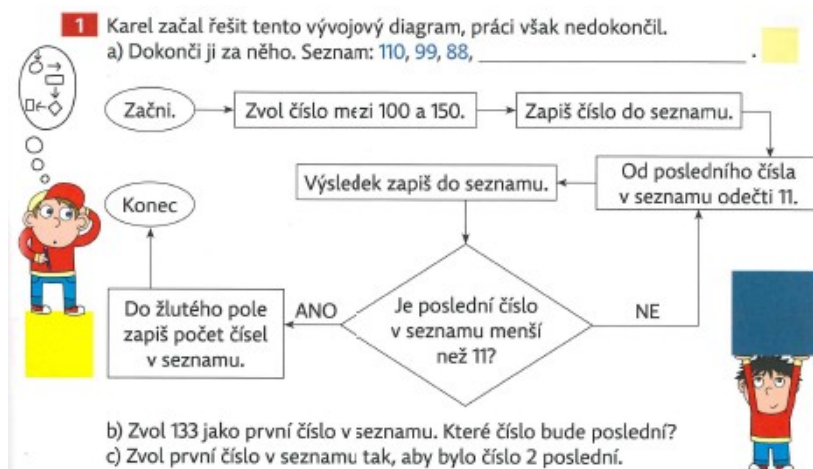 1 Karel začal řešit tento vývojový diagram, práci však nedokončil.
a) Dokonči ji za něho. Seznam: 110, 99, 88, ______________________ .
Začni.
Zvol číslo mezi 100 a 150.
Zapiš číslo do seznamu.
Od posledního čísla
v seznamu odečti 11.
Výsledek zapiš do seznamu.
Konec
Je poslední číslo
v seznamu menší
než 11?
ANO
NE
Do žlutého pole
zapiš počet čísel
v seznamu.
b) Zvol 133 jako první číslo v seznamu. Které číslo bude poslední?
c) Zvol první číslo v seznamu tak, aby bylo číslo 2 poslední.